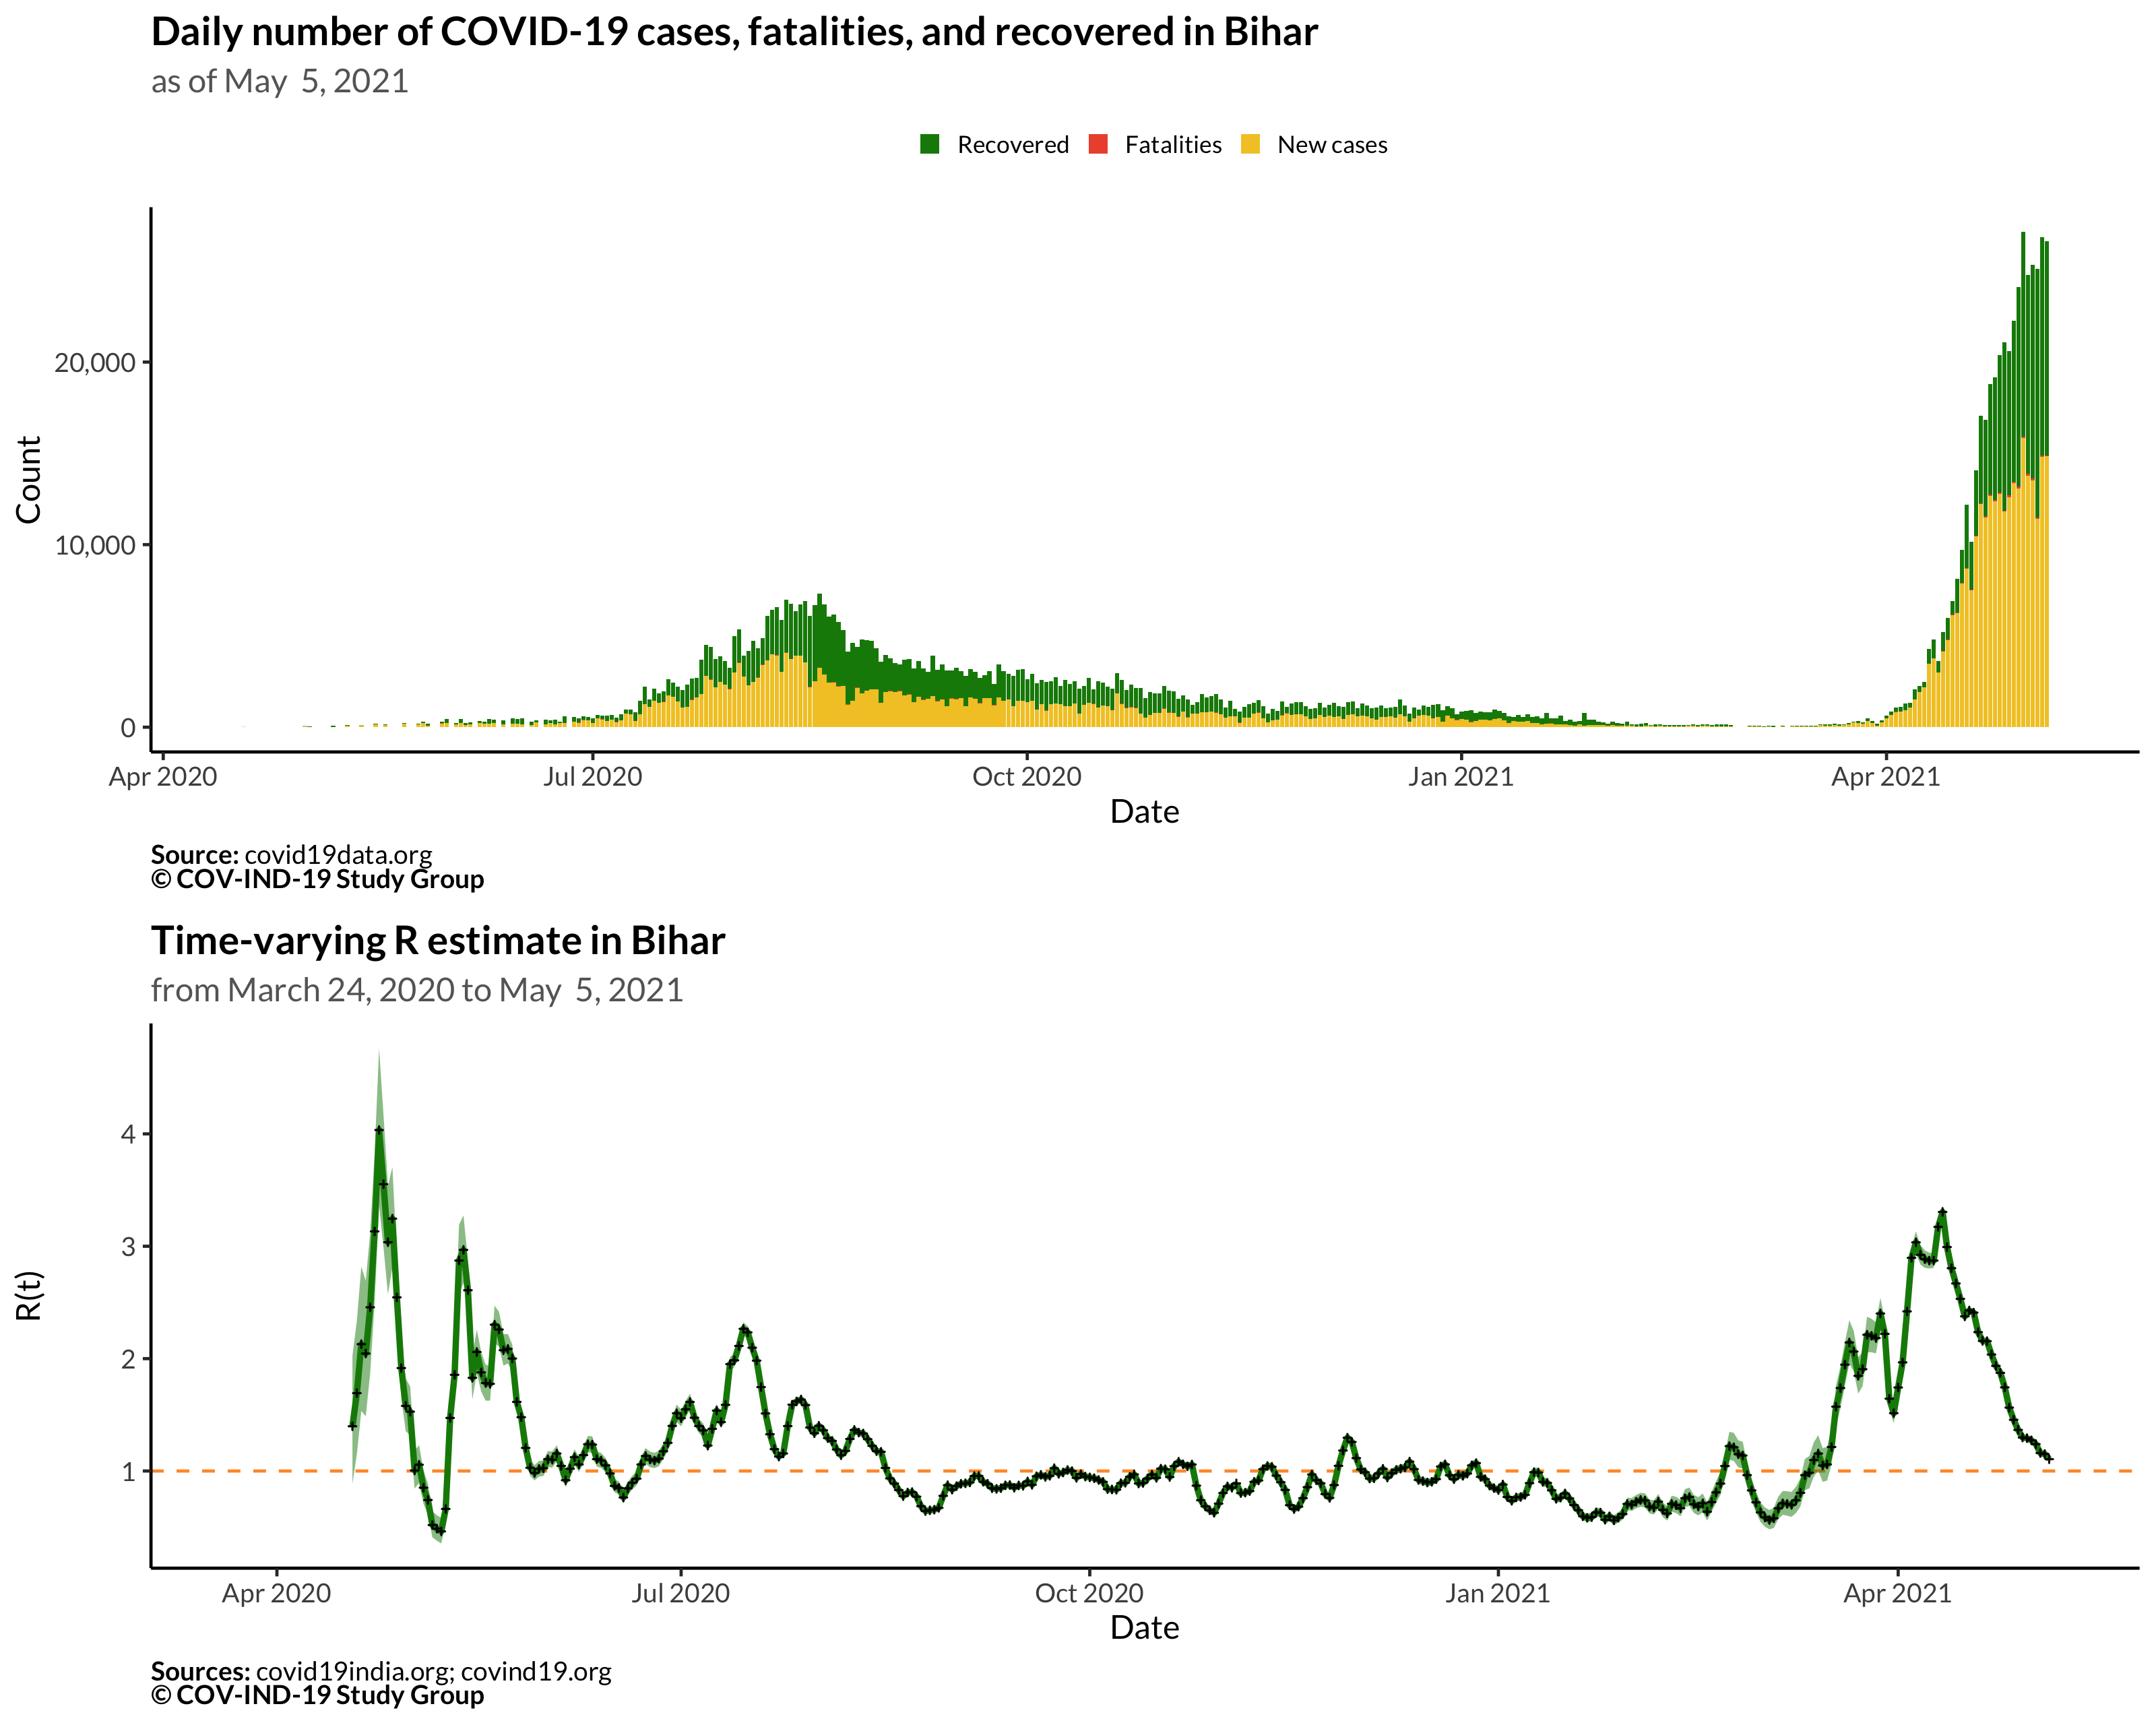 Daily number of COVID-19 cases, fatalities, and recovered in Bihar
as of May  5, 2021
Recovered Fatalities New cases
Count
20,000
10,000
0
Apr 2020 Jul 2020 Oct 2020 Jan 2021 Apr 2021
Date
Source: covid19data.org
© COV-IND-19 Study Group
Time-varying R estimate in Bihar
from March 24, 2020 to May  5, 2021
R(t)
4
3
2
1
Apr 2020 Jul 2020 Oct 2020 Jan 2021 Apr 2021
Date
Sources: covid19india.org; covind19.org
© COV-IND-19 Study Group